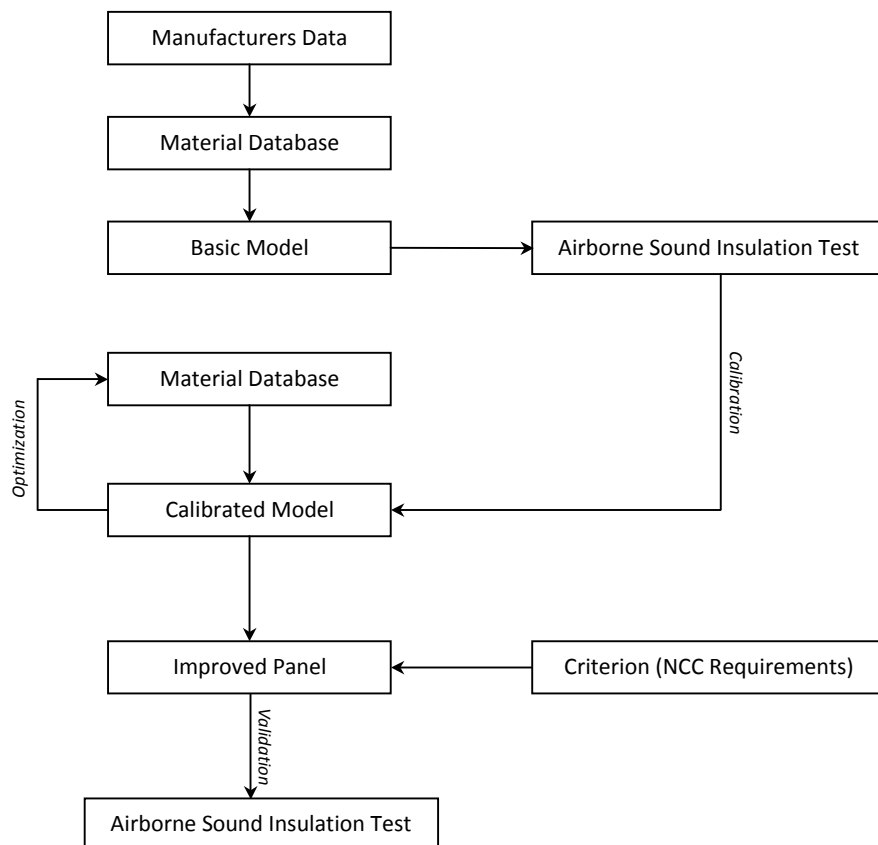 Manufacturers Data
Material Database
Basic Model
Airborne Sound Insulation Test
Calibration
Material Database
Optimization
Calibrated Model
Improved Panel
Criterion (NCC Requirements)
Validation
Airborne Sound Insulation Test